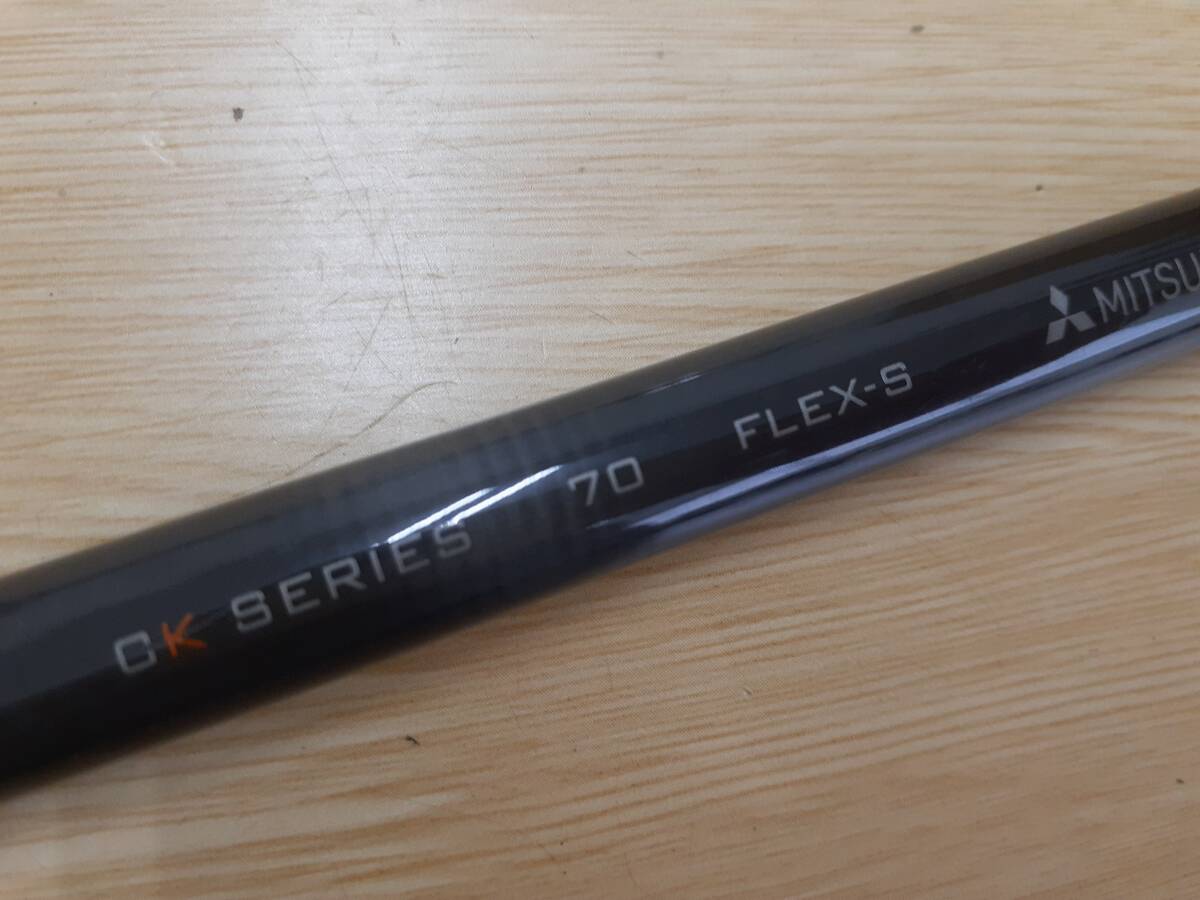 CK SERIES 70 FLEX-S MITSU